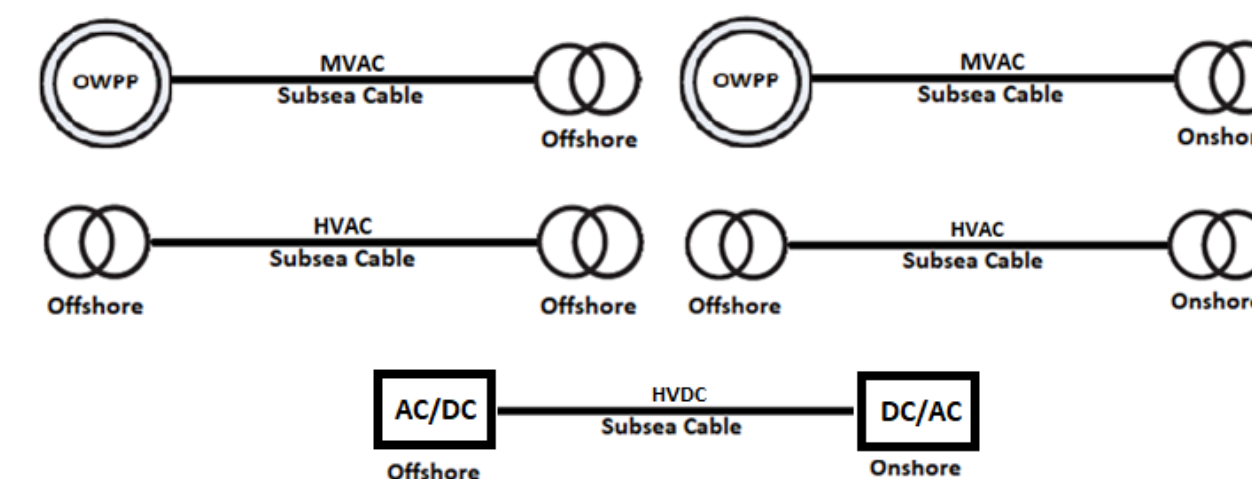 OWPP MVAC OWPP MVAC
Subsea Cable Subsea Cable
Offshore Onshor
HVAC HVAC
Subsea Cable Subsea Cable
Offshore Offshore Offshore Onshore
AC/DC HVDC DC/AC
Subsea Cable
Offshore Onshore